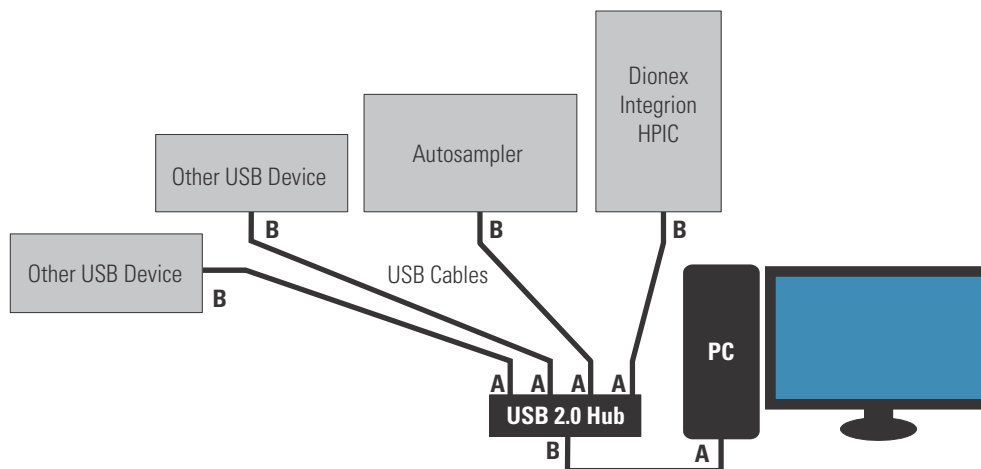 Dionex
Integrion
HPIC
Autosampler
Other USB Device
B
B
B
Other USB Device
USB Cables
B
PC
A
A
A
A
USB 2.0 Hub
B
A